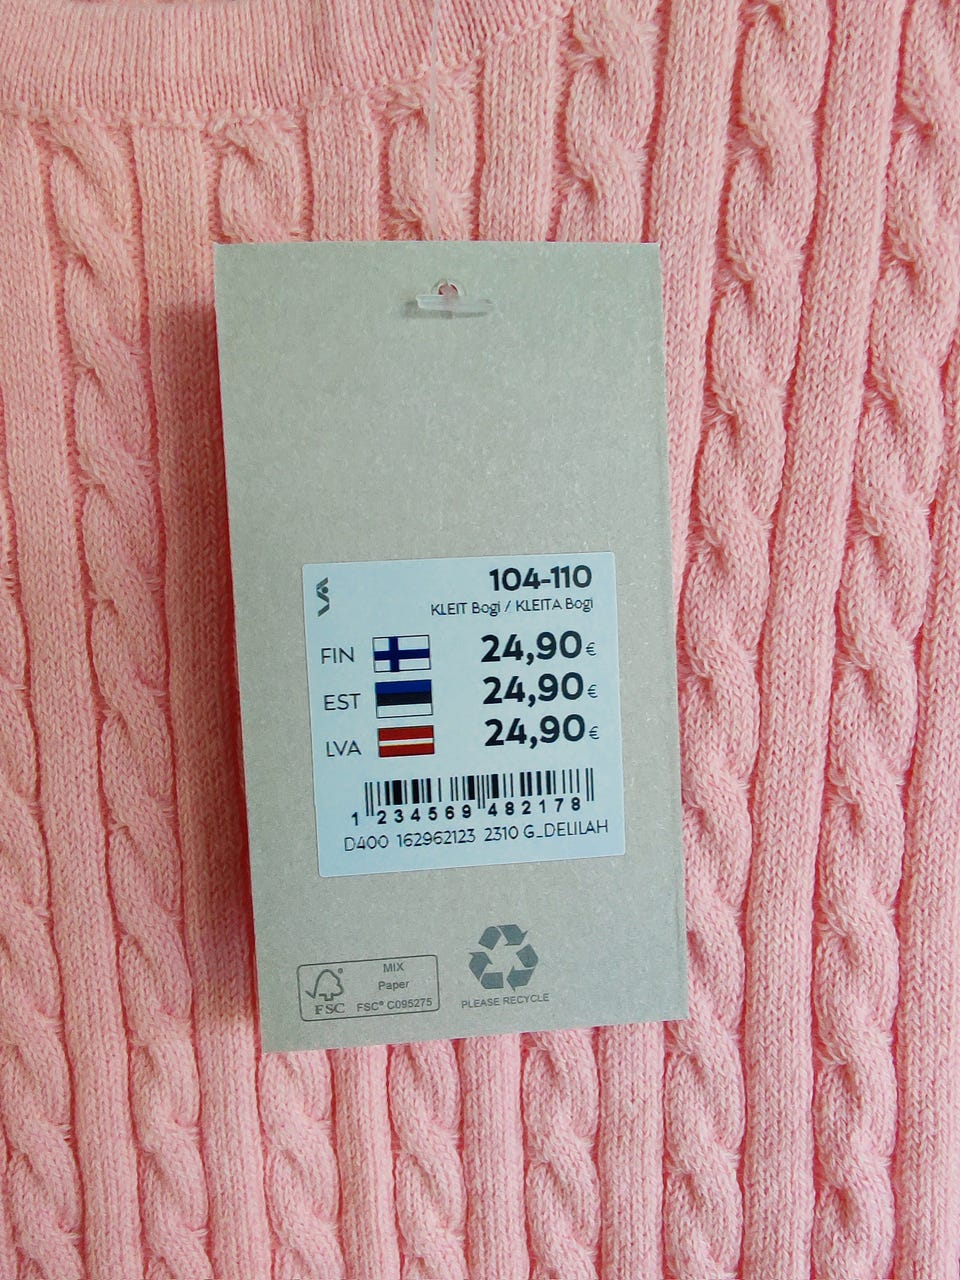 104-110
KLEIT Bogi / KLEITA Bogi
FIN 24,90 €
EST 24,90 €
LVA 24,90 €
1 234569 482178
D400 162962123 2310 G_DELILAH
MIX
Paper
FSC FSC® C095275
PLEASE RECYCLE